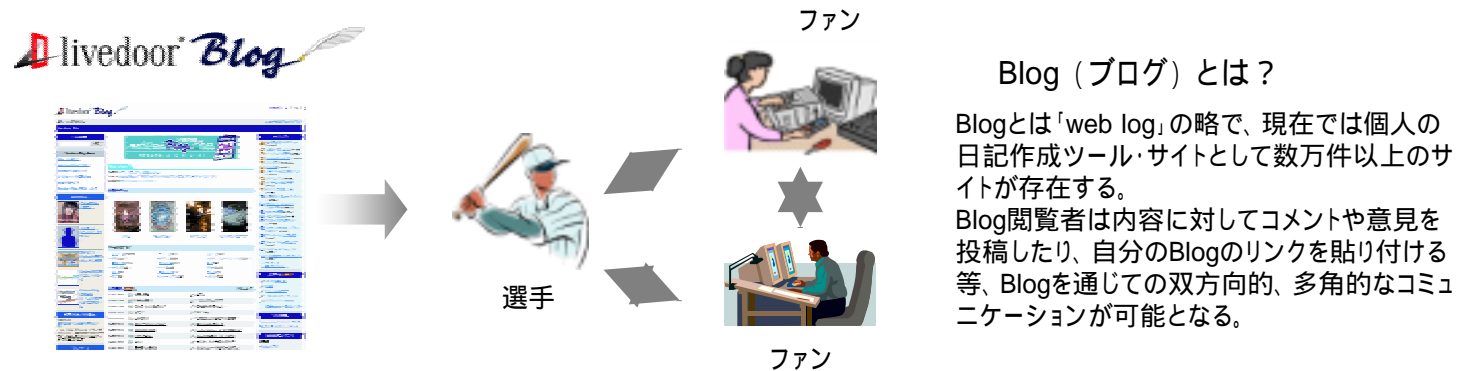 livedoor Blog
livedoor Blog
ファン
選手
ファン
Blog（ブログ）とは？
Blogとは「web log」の略で、現在では個人の
日記作成ツール・サイトとして数万件以上のサ
イトが存在する。
Blog閲覧者は内容に対してコメントや意見を
投稿したり、自分のBlogのリンクを貼り付ける
等、Blogを通じての双方向的、多角的なコミュ
ニケーションが可能となる。